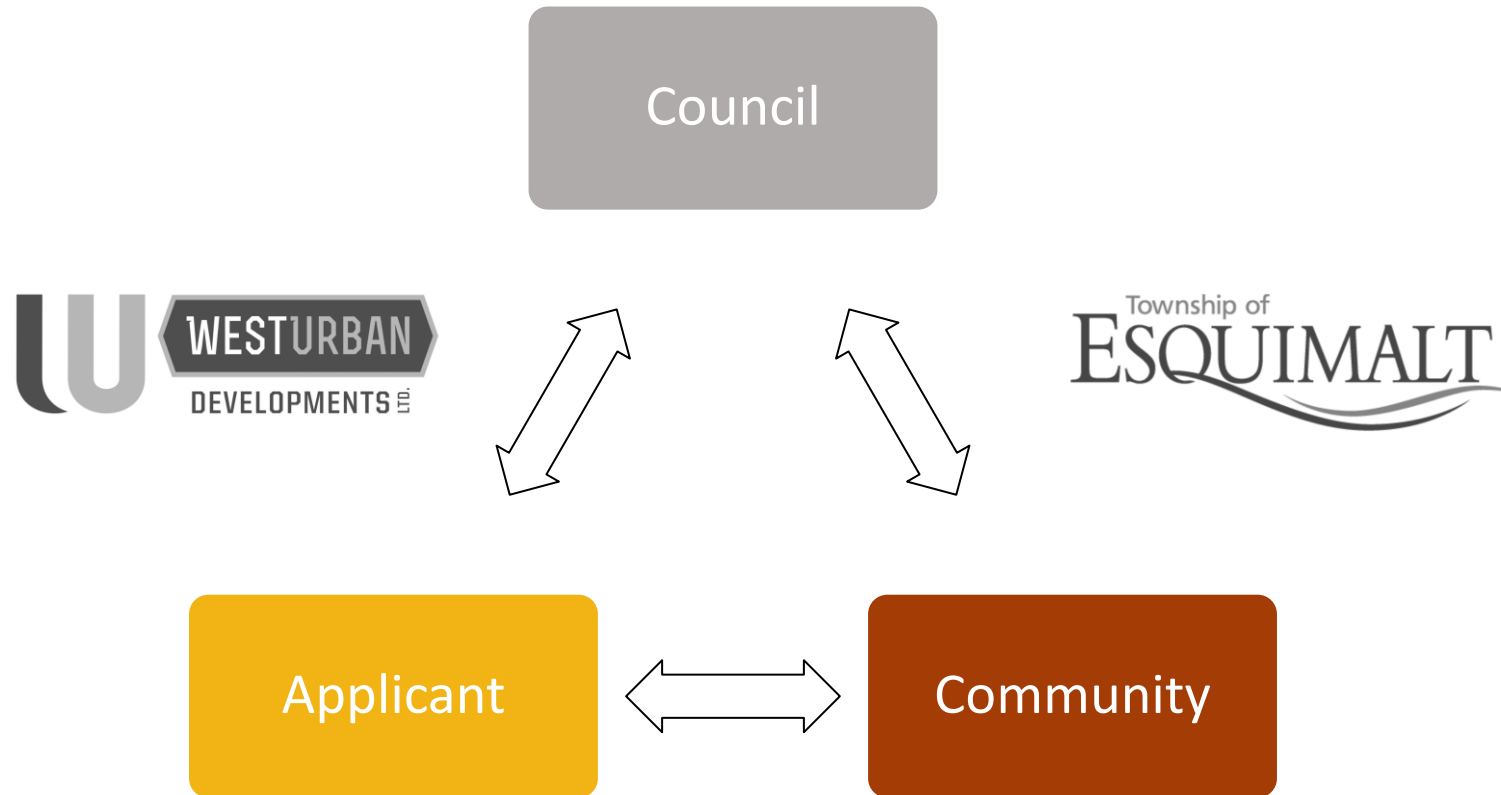 Council
WESTURBAN
DEVELOPMENTS LTD.
Township of
ESQUIMALT
Applicant
Community